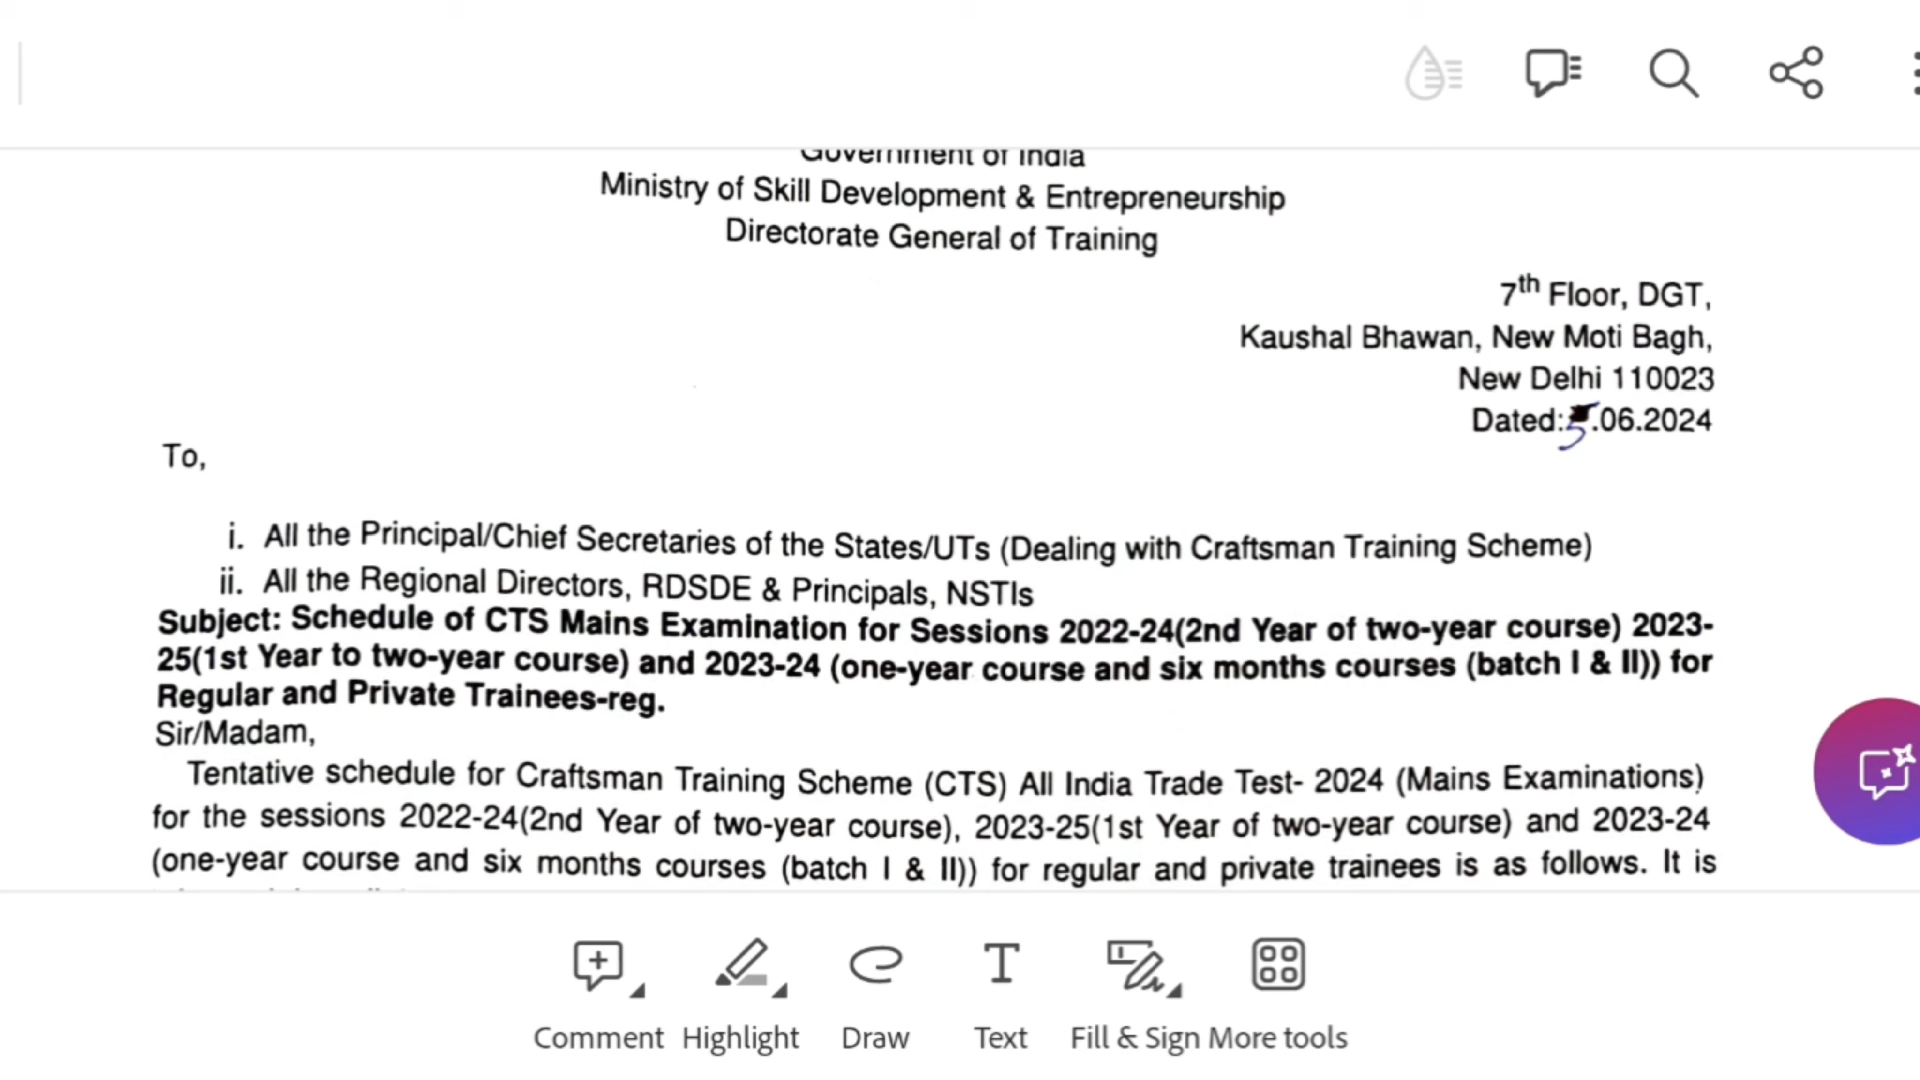 Government of India
Ministry of Skill Development & Entrepreneurship
Directorate General of Training
7th Floor, DGT,
Kaushal Bhawan, New Moti Bagh,
New Delhi 110023
Dated:5.06.2024
To,
i. All the Principal/Chief Secretaries of the States/UTs (Dealing with Craftsman Training Scheme)
ii. All the Regional Directors, RDSDE & Principals, NSTIs
Subject: Schedule of CTS Mains Examination for Sessions 2022-24(2nd Year of two-year course) 2023-
25(1st Year to two-year course) and 2023-24 (one-year course and six months courses (batch I & II)) for
Regular and Private Trainees-reg.
Sir/Madam,
Tentative schedule for Craftsman Training Scheme (CTS) All India Trade Test- 2024 (Mains Examinations)
for the sessions 2022-24(2nd Year of two-year course), 2023-25(1st Year of two-year course) and 2023-24
(one-year course and six months courses (batch I & II)) for regular and private trainees is as follows. It is
Comment Highlight Draw Text Fill & Sign More tools